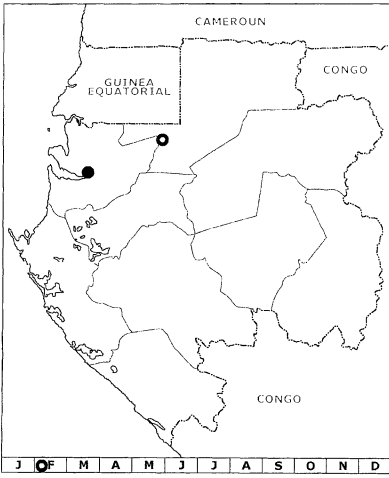 CAMEROUN
CONGO
GUINEA
EQUATORIAL
CONGO
J F M A M J J A S O N D